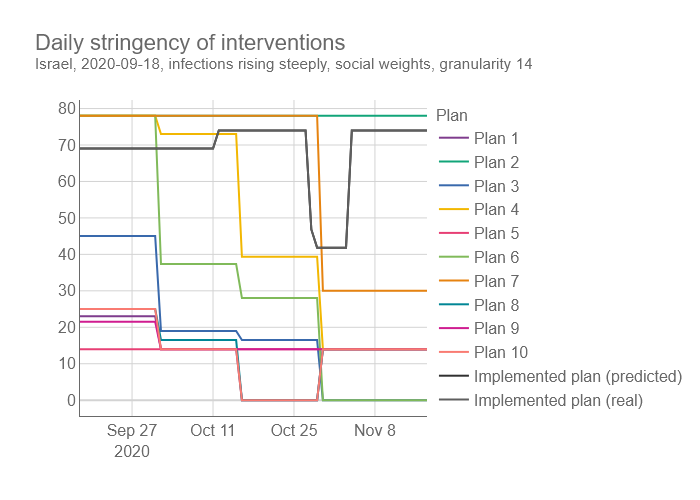 Daily stringency of interventions
Israel, 2020-09-18, infections rising steeply, social weights, granularity 14
80
70
60
50
40
30
20
10
0
Sep 27
2020
Oct 11
Oct 25
Nov 8
Plan
Plan 1
Plan 2
Plan 3
Plan 4
Plan 5
Plan 6
Plan 7
Plan 8
Plan 9
Plan 10
Implemented plan (predicted)
Implemented plan (real)